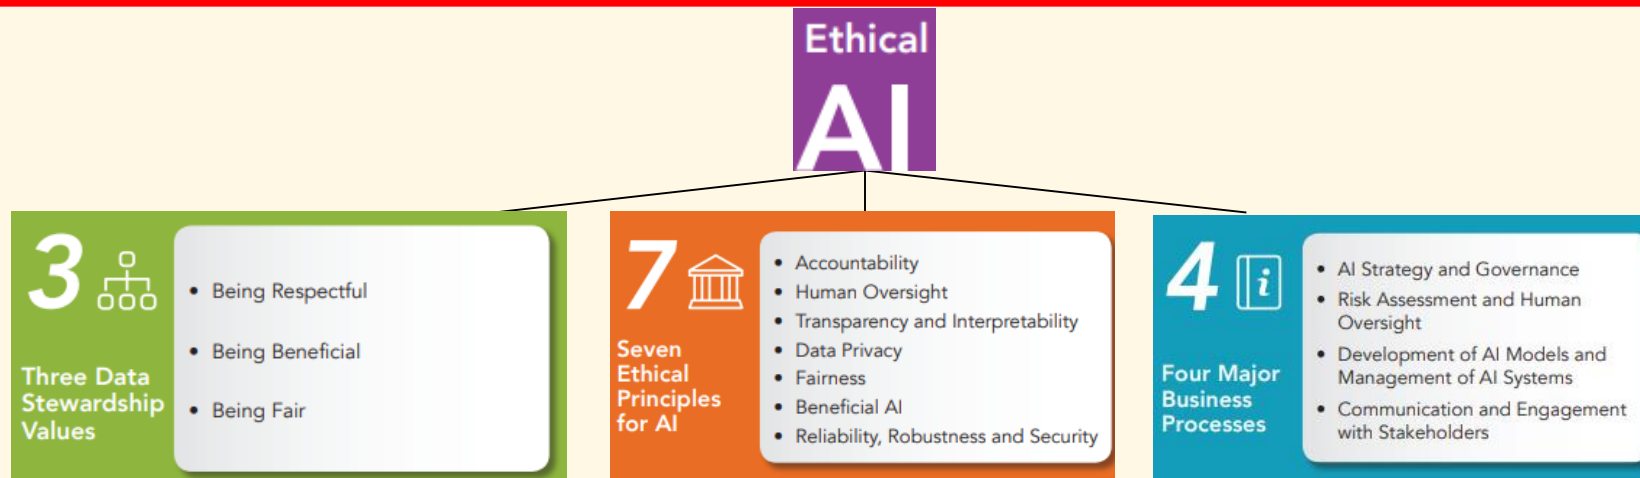 Ethical
AI
3
Three Data
Stewardship
Values
• Being Respectful
• Being Beneficial
• Being Fair
7
Seven
Ethical
Principles
for AI
• Accountability
• Human Oversight
• Transparency and Interpretability
• Data Privacy
• Fairness
• Beneficial AI
• Reliability, Robustness and Security
4
i
Four Major
Business
Processes
• AI Strategy and Governance
• Risk Assessment and Human
Oversight
• Development of AI Models and
Management of AI Systems
• Communication and Engagement
with Stakeholders